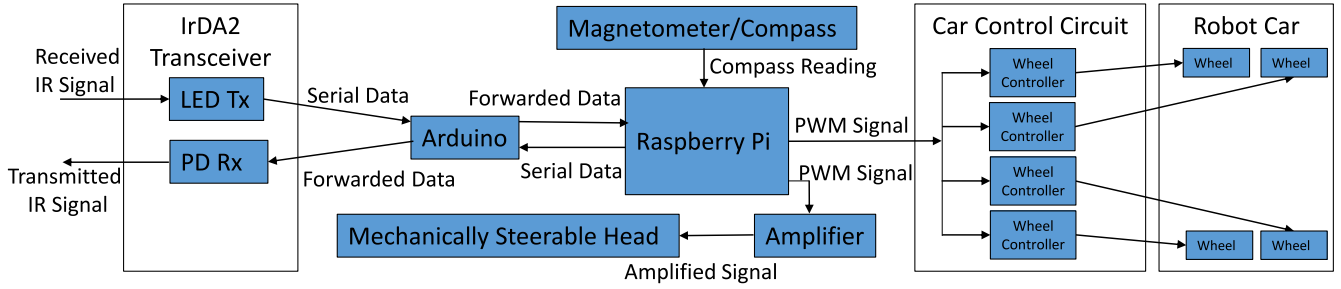 IrDA2
Transceiver
Received
IR Signal
LED Tx
PD Rx
Transmitted
IR Signal
Serial Data
Forwarded Data
Arduino
Forwarded Data
Serial Data
Magnetometer/Compass
Compass Reading
Raspberry Pi
PWM Signal
PWM Signal
Mechanically Steerable Head
Amplifier
Amplified Signal
Car Control Circuit
Wheel
Controller
Wheel
Controller
Wheel
Controller
Wheel
Controller
Robot Car
Wheel
Wheel
Wheel
Wheel